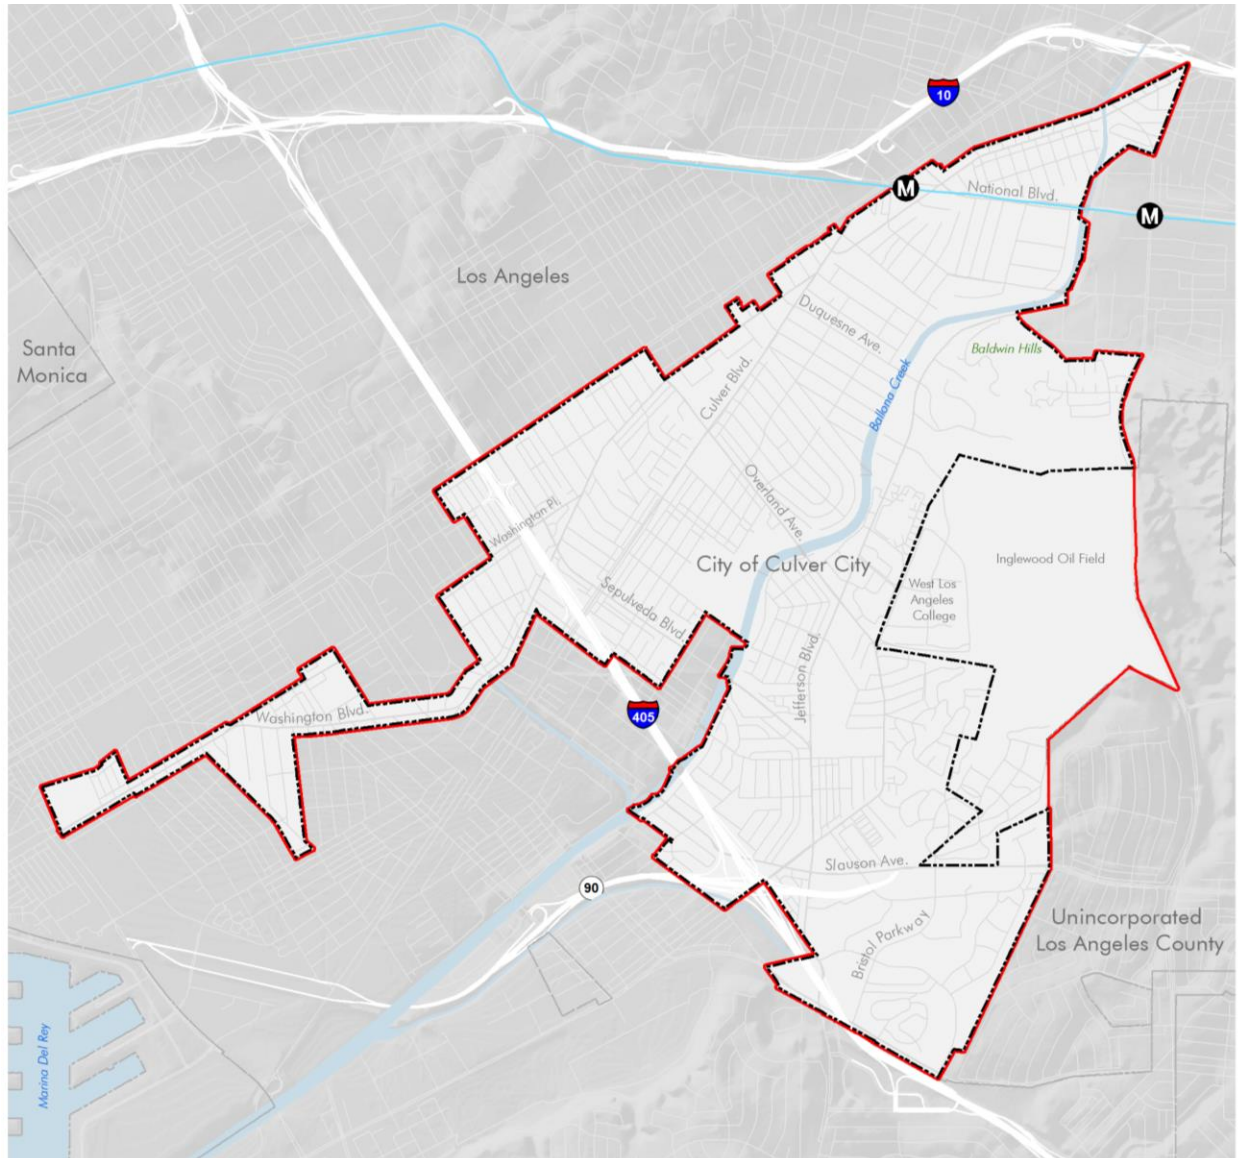 10
M
National Blvd.
M
Los Angeles
Duquesne Ave.
Santa
Monica
Baldwin Hills
Culver Blvd.
Ballona Creek
Overland Ave.
Washington Pl.
City of Culver City
Inglewood Oil Field
West Los
Angeles
College
Sepulveda Blvd.
Jefferson Blvd.
Washington Blvd.
405
Slauson Ave.
90
Bristol Parkway
Unincorporated
Los Angeles County
Marina Del Rey